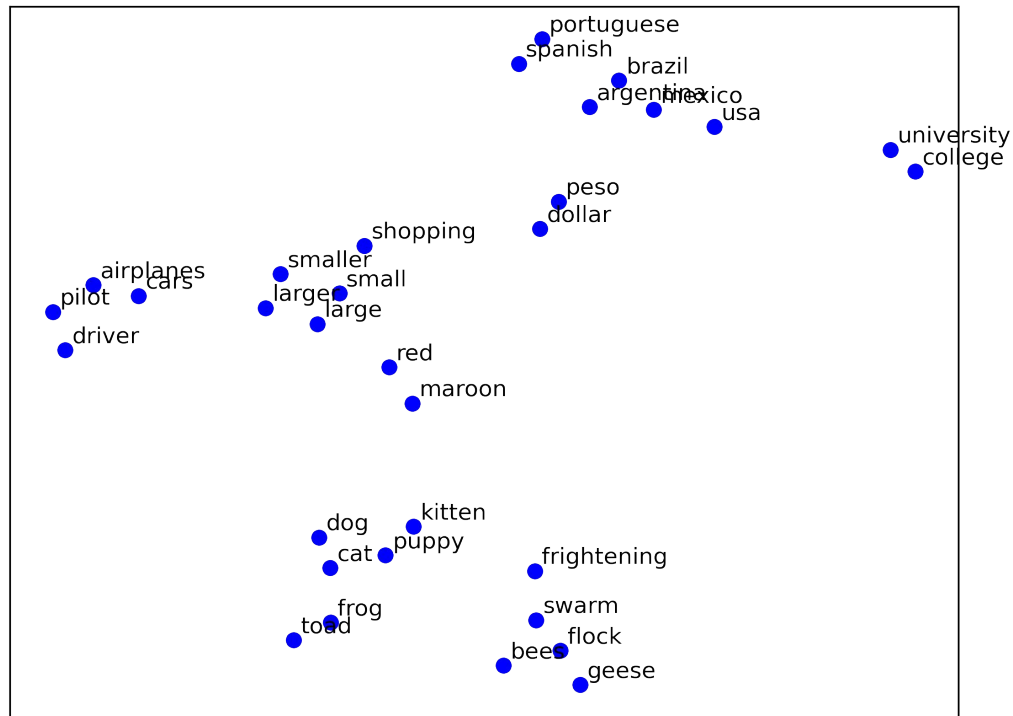 portuguese
spanish
brazil
argentina
mexico
usa
university
college
peso
dollar
shopping
smaller
airplanes
small
cars
larger
pilot
large
driver
red
maroon
kitten
dog
puppy
cat
frightening
swarm
frog
toad
flock
bees
geese